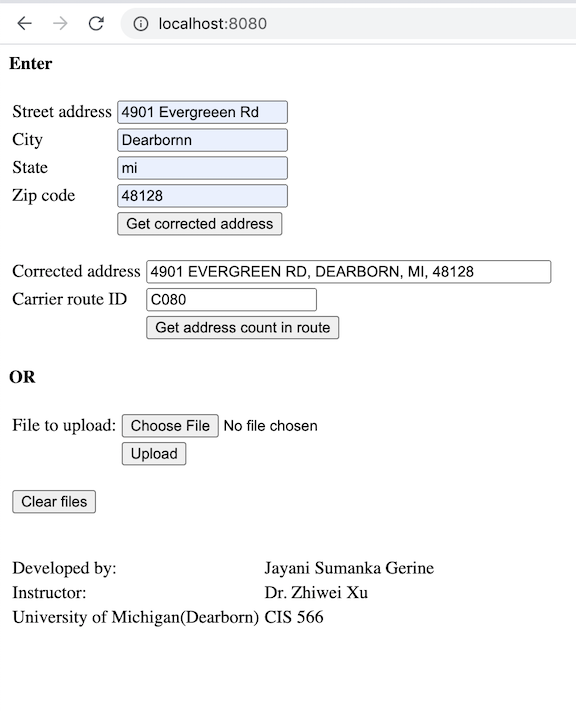 localhost:8080
Enter
Street address 4901 Evergreeen Rd
City Dearbornn
State mi
Zip code 48128
Get corrected address
Corrected address 4901 EVERGREEN RD, DEARBORN, MI, 48128
Carrier route ID C080
Get address count in route
OR
File to upload: Choose File No file chosen
Upload
Clear files
Developed by: Jayani Sumanka Gerine
Instructor: Dr. Zhiwei Xu
University of Michigan(Dearborn) CIS 566